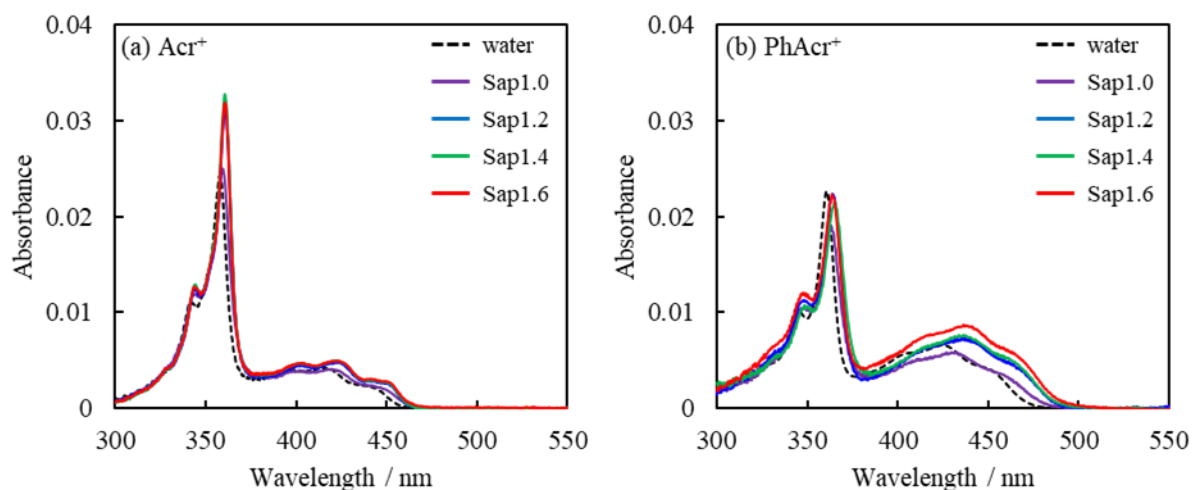 (a) Acr⁺
water
Sap1.0
Sap1.2
Sap1.4
Sap1.6
0.04
0.03
0.02
0.01
0
Absorbance
300 350 400 450 500 550
Wavelength / nm
(b) PhAcr⁺
water
Sap1.0
Sap1.2
Sap1.4
Sap1.6
0.04
0.03
0.02
0.01
0
Absorbance
300 350 400 450 500 550
Wavelength / nm